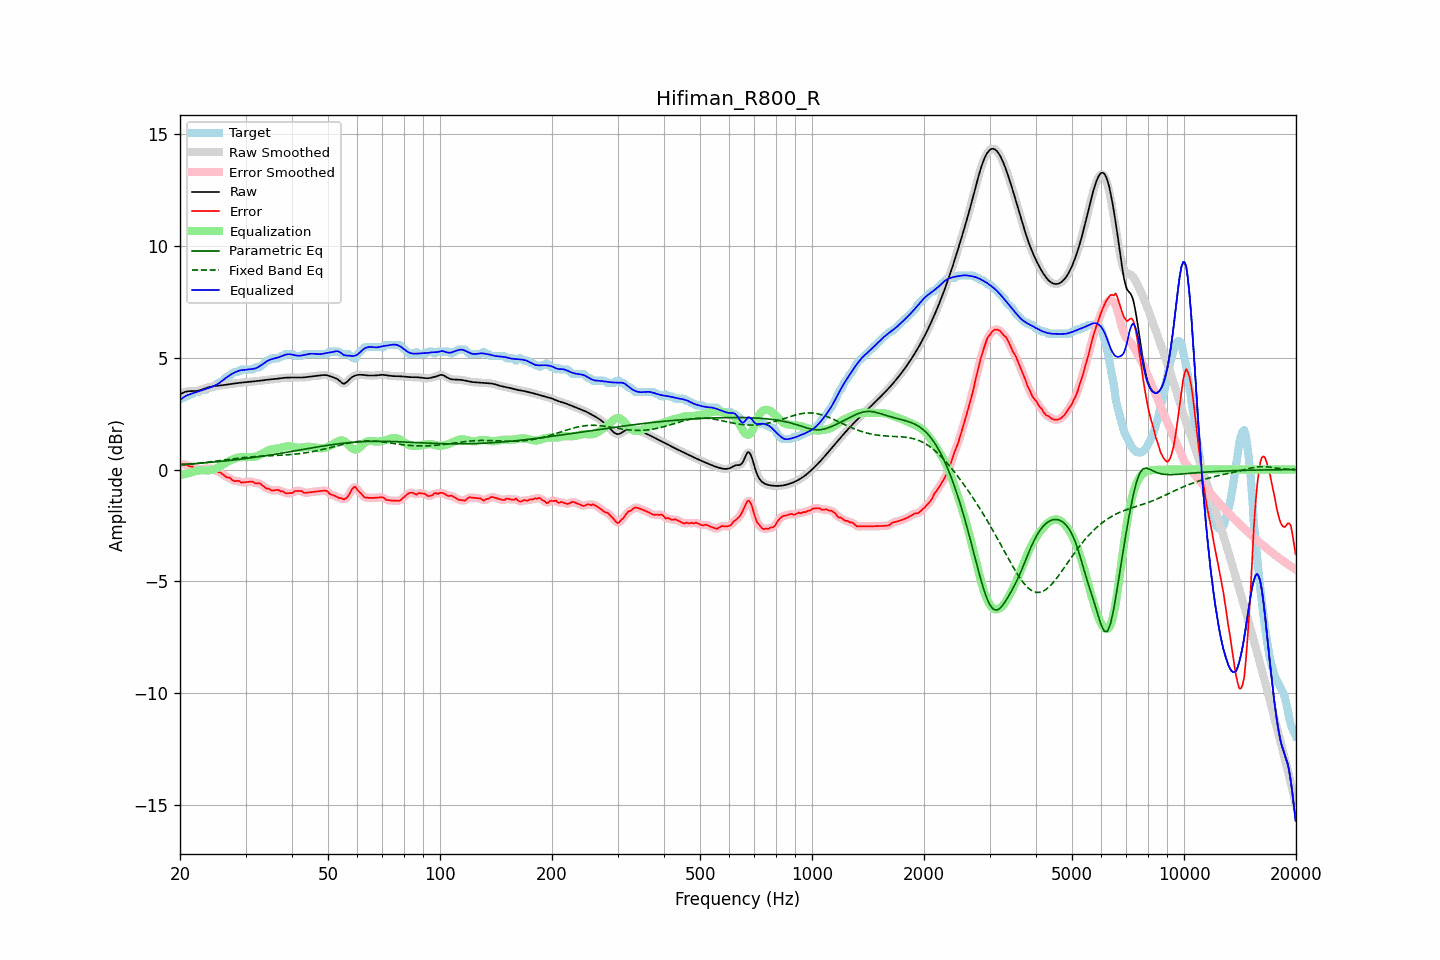 Hifiman_R800_R
Target
Raw Smoothed
Error Smoothed
Raw
Error
Equalization
Parametric Eq
Fixed Band Eq
Equalized
15
10
5
0
−5
−10
−15
Amplitude (dBr)
20 50 100 200 500 1000 2000 5000 10000 20000
Frequency (Hz)